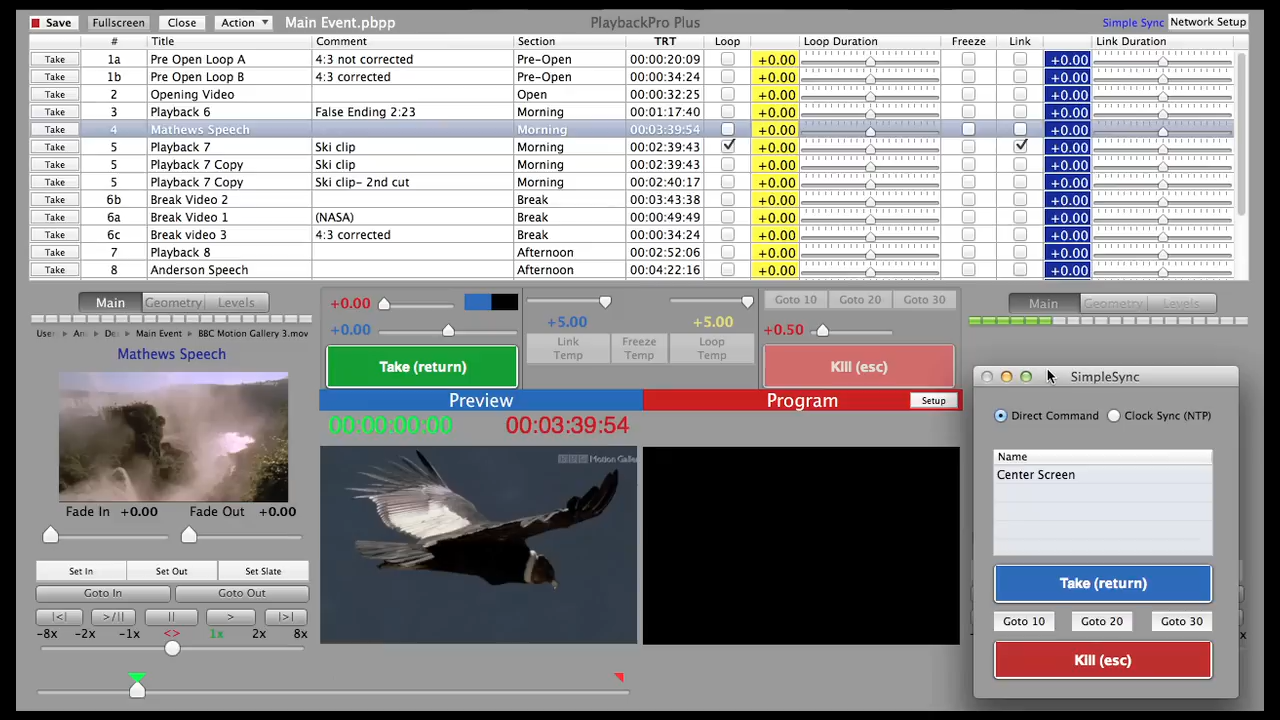 Save Fullscreen Close Action Main Event.pbpp PlaybackPro Plus Simple Sync Network Setup
# Title Comment Section TRT Loop Loop Duration Freeze Link Link Duration
Take 1a Pre Open Loop A 4:3 not corrected Pre-Open 00:00:20:09 +0.00 +0.00
Take 1b Pre Open Loop B 4:3 corrected Pre-Open 00:00:34:24 +0.00 +0.00
Take 2 Opening Video Open 00:00:32:25 +0.00 +0.00
Take 3 Playback 6 False Ending 2:23 Morning 00:01:17:40 +0.00 +0.00
Take 4 Mathews Speech Morning 00:03:39:54 +0.00 +0.00
Take 5 Playback 7 Ski clip Morning 00:02:39:43 +0.00 +0.00
Take 5 Playback 7 Copy Ski clip Morning 00:02:39:43 +0.00 +0.00
Take 5 Playback 7 Copy Ski clip- 2nd cut Morning 00:02:40:17 +0.00 +0.00
Take 6b Break Video 2 Break 00:03:43:38 +0.00 +0.00
Take 6a Break Video 1 (NASA) Break 00:00:49:49 +0.00 +0.00
Take 6c Break video 3 4:3 corrected Break 00:00:34:24 +0.00 +0.00
Take 7 Playback 8 Afternoon 00:02:52:06 +0.00 +0.00
Take 8 Anderson Speech Afternoon 00:04:22:16 +0.00 +0.00
Main Geometry Levels
User An De Main Event BBC Motion Gallery 3.mov
Mathews Speech
Fade In +0.00 Fade Out +0.00
Set In Set Out Set Slate
Goto In Goto Out
|<| >/|| || > |>|
-8x -2x -1x <> 1x 2x 8x
+0.00
+0.00
Take (return)
+5.00 +5.00
Link Temp Freeze Temp Loop Temp
Goto 10 Goto 20 Goto 30
+0.50
Kill (esc)
Preview Program Setup
00:00:00:00 00:03:39:54
Motion Galle
Main Geometry Levels
SimpleSync
Direct Command Clock Sync (NTP)
Name
Center Screen
Take (return)
Goto 10 Goto 20 Goto 30
Kill (esc)
x